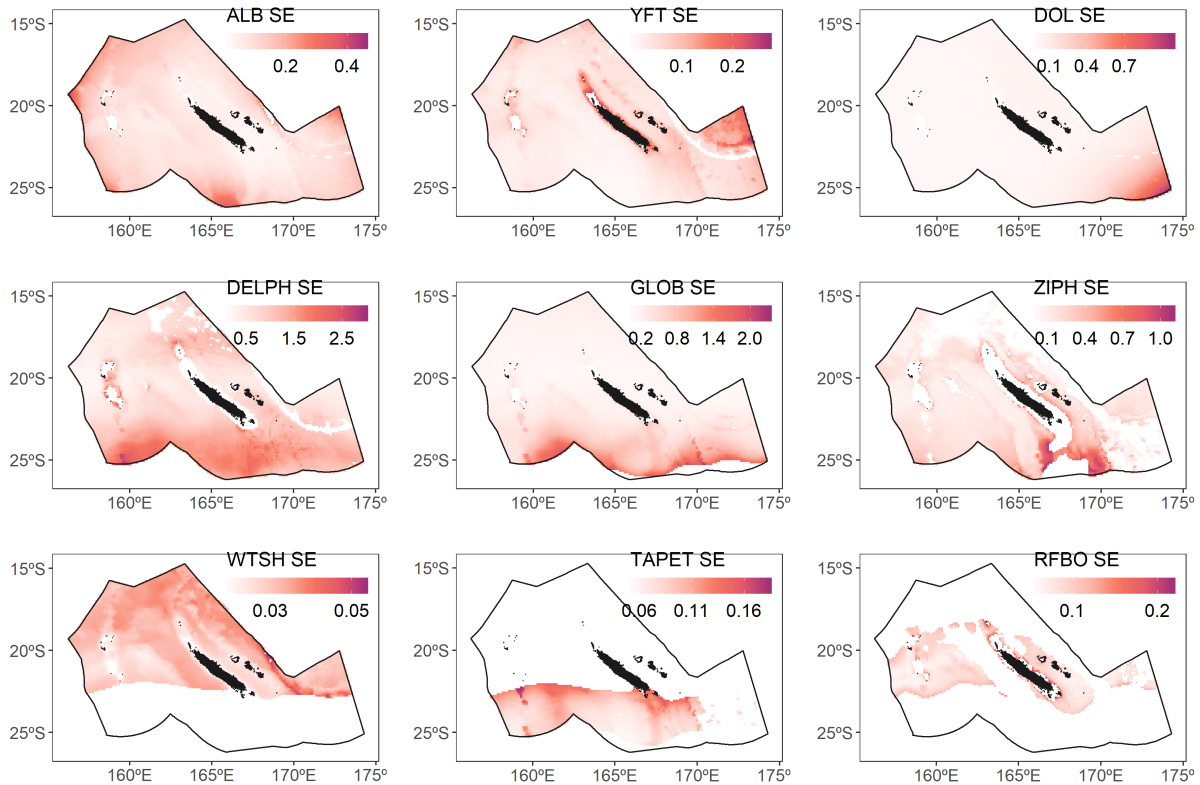 ALB SE
0.2 0.4
15ºS
20ºS
25ºS
160ºE 165ºE 170ºE 175º
YFT SE
0.1 0.2
15ºS
20ºS
25ºS
160ºE 165ºE 170ºE 175º
DOL SE
0.1 0.4 0.7
15ºS
20ºS
25ºS
160ºE 165ºE 170ºE 175º
DELPH SE
0.5 1.5 2.5
15ºS
20ºS
25ºS
160ºE 165ºE 170ºE 175º
GLOB SE
0.2 0.8 1.4 2.0
15ºS
20ºS
25ºS
160ºE 165ºE 170ºE 175º
ZIPH SE
0.1 0.4 0.7 1.0
15ºS
20ºS
25ºS
160ºE 165ºE 170ºE 175º
WTSH SE
0.03 0.05
15ºS
20ºS
25ºS
160ºE 165ºE 170ºE 175º
TAPET SE
0.06 0.11 0.16
15ºS
20ºS
25ºS
160ºE 165ºE 170ºE 175º
RFBO SE
0.1 0.2
15ºS
20ºS
25ºS
160ºE 165ºE 170ºE 175º